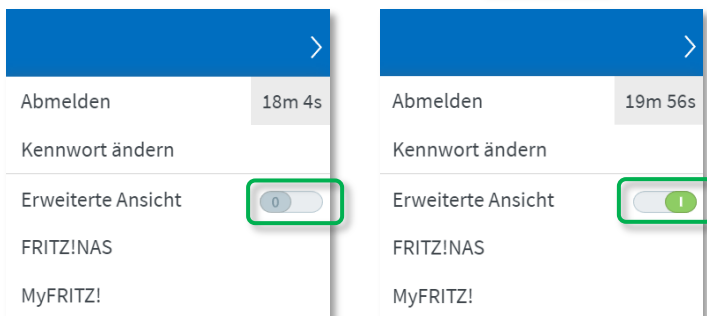 Abmelden 18m 4s
Kennwort ändern
Erweiterte Ansicht 0
FRITZ!NAS
MyFRITZ!
Abmelden 19m 56s
Kennwort ändern
Erweiterte Ansicht I
FRITZ!NAS
MyFRITZ!